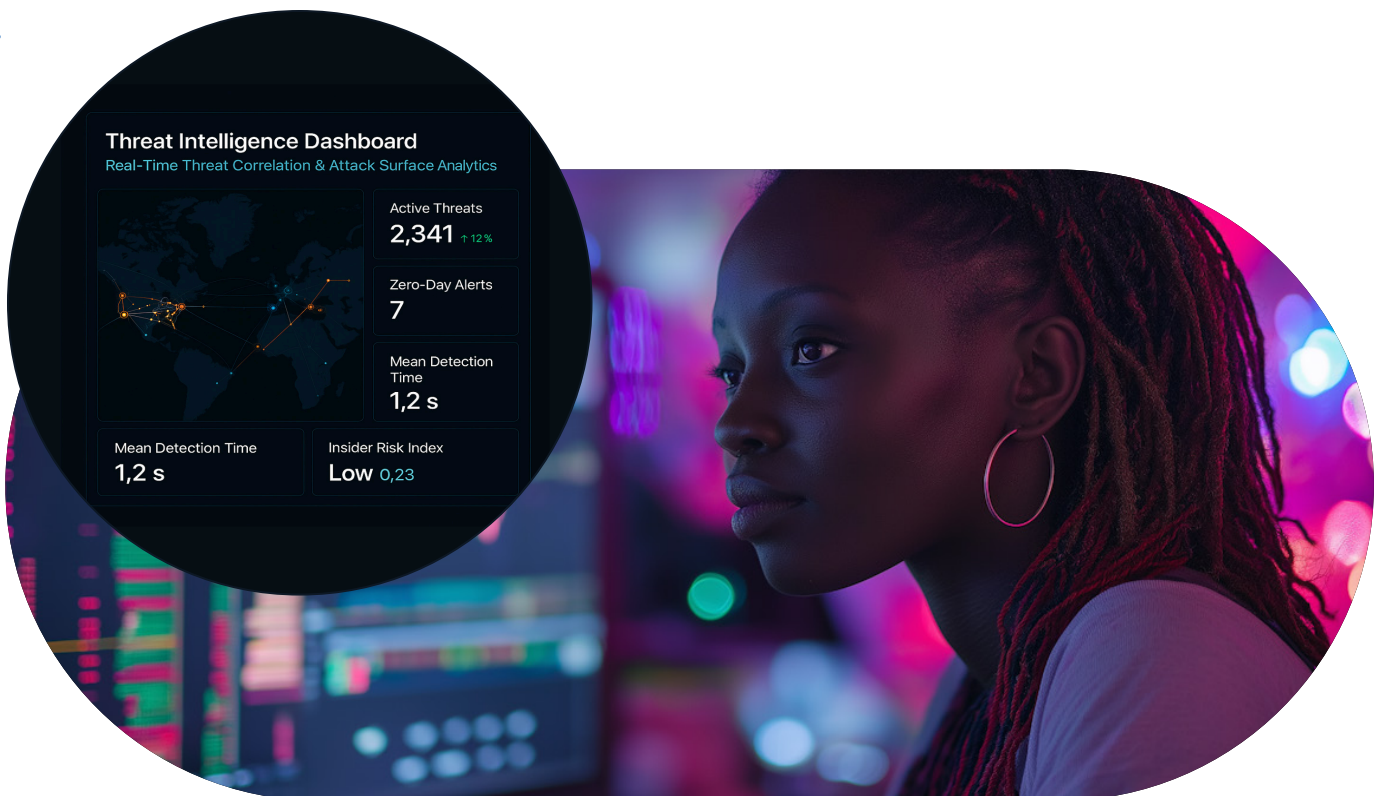 Threat Intelligence Dashboard
Real-Time Threat Correlation & Attack Surface Analytics
Active Threats
2,341 ↑ 12%
Zero-Day Alerts
7
Mean Detection
Time
1,2 s
Mean Detection Time
1,2 s
Insider Risk Index
Low 0,23